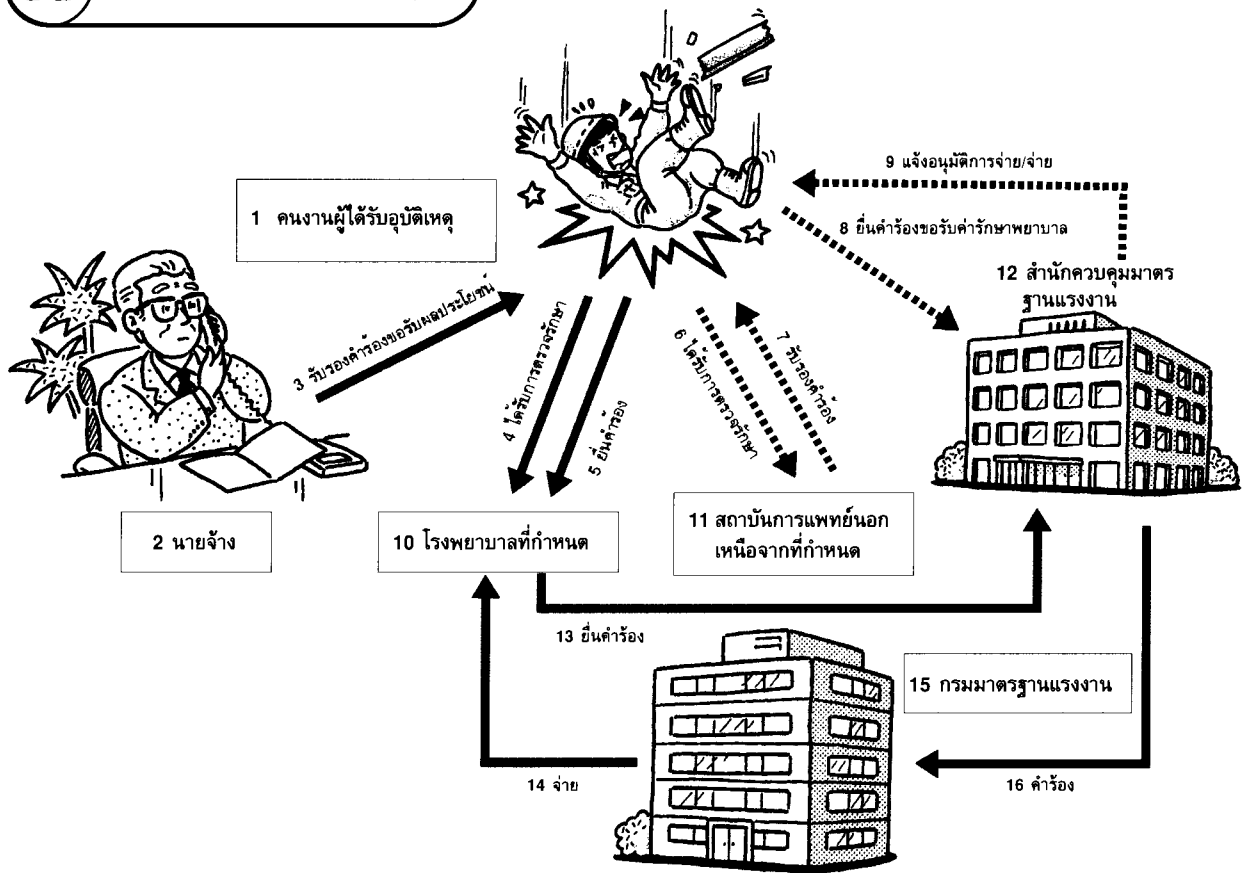 9 แจ้งอนุมัติการจ่าย/จ่าย
1 คนงานผู้ได้รับอุบัติเหตุ
8 ยื่นคำร้องขอรับค่ารักษาพยาบาล
12 สำนักควบคุมมาตร
ฐานแรงงาน
3 รับรองคำร้องขอรับผลประโยชน์
4 ได้รับการตรวจรักษา
5 ยื่นคำร้อง
6 ได้รับการตรวจรักษา
7 รับรองคำร้อง
2 นายจ้าง
10 โรงพยาบาลที่กำหนด
11 สถาบันการแพทย์นอก
เหนือจากที่กำหนด
13 ยื่นคำร้อง
15 กรมมาตรฐานแรงงาน
14 จ่าย
16 คำร้อง